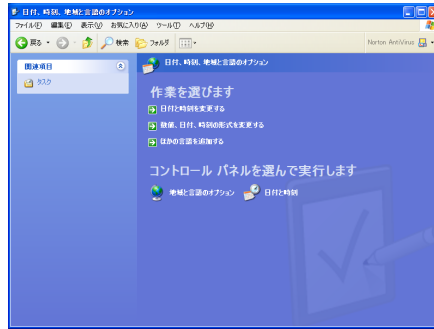 日付、時刻、地域と言語のオプション
ファイル(F) 編集(E) 表示(V) お気に入り(A) ツール(T) ヘルプ(H)
戻る 検索 フォルダ Norton AntiVirus
関連項目
タスク
日付、時刻、地域と言語のオプション
作業を選びます
日付と時刻を変更する
数値、日付、時刻の形式を変更する
ほかの言語を追加する
コントロール パネルを選んで実行します
地域と言語のオプション 日付と時刻